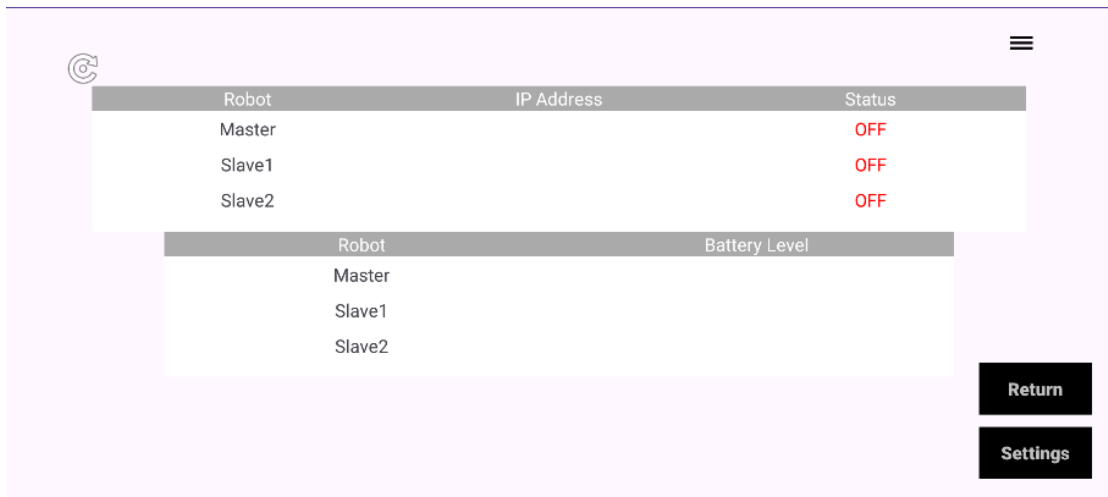 Robot IP Address Status
Master OFF
Slave1 OFF
Slave2 OFF
Robot Battery Level
Master
Slave1
Slave2
Return
Settings